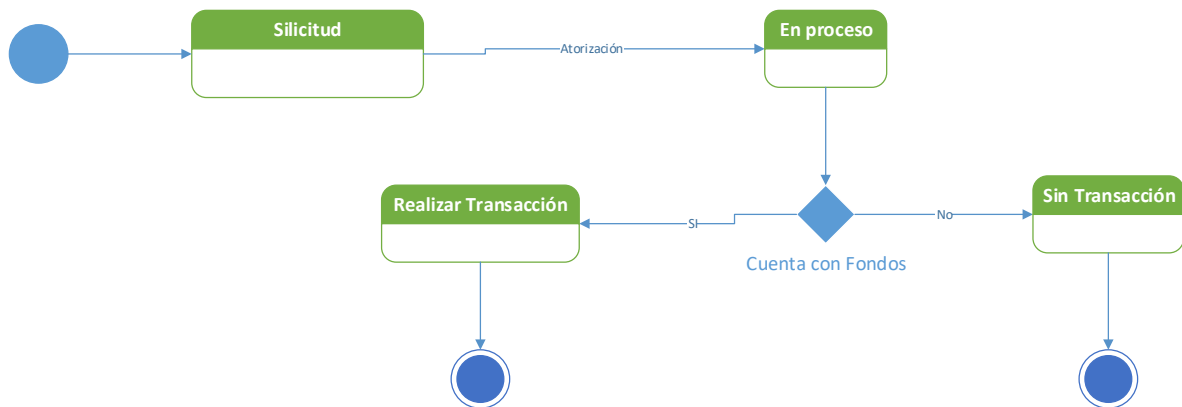 Silicitud
Atorización
En proceso
Realizar Transacción
SI
No
Sin Transacción
Cuenta con Fondos